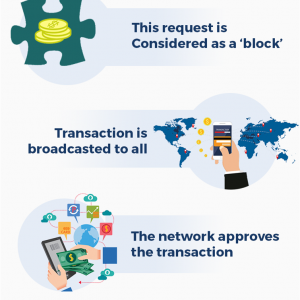 This request is
Considered as a ‘block’
Transaction is
broadcasted to all
The network approves
the transaction